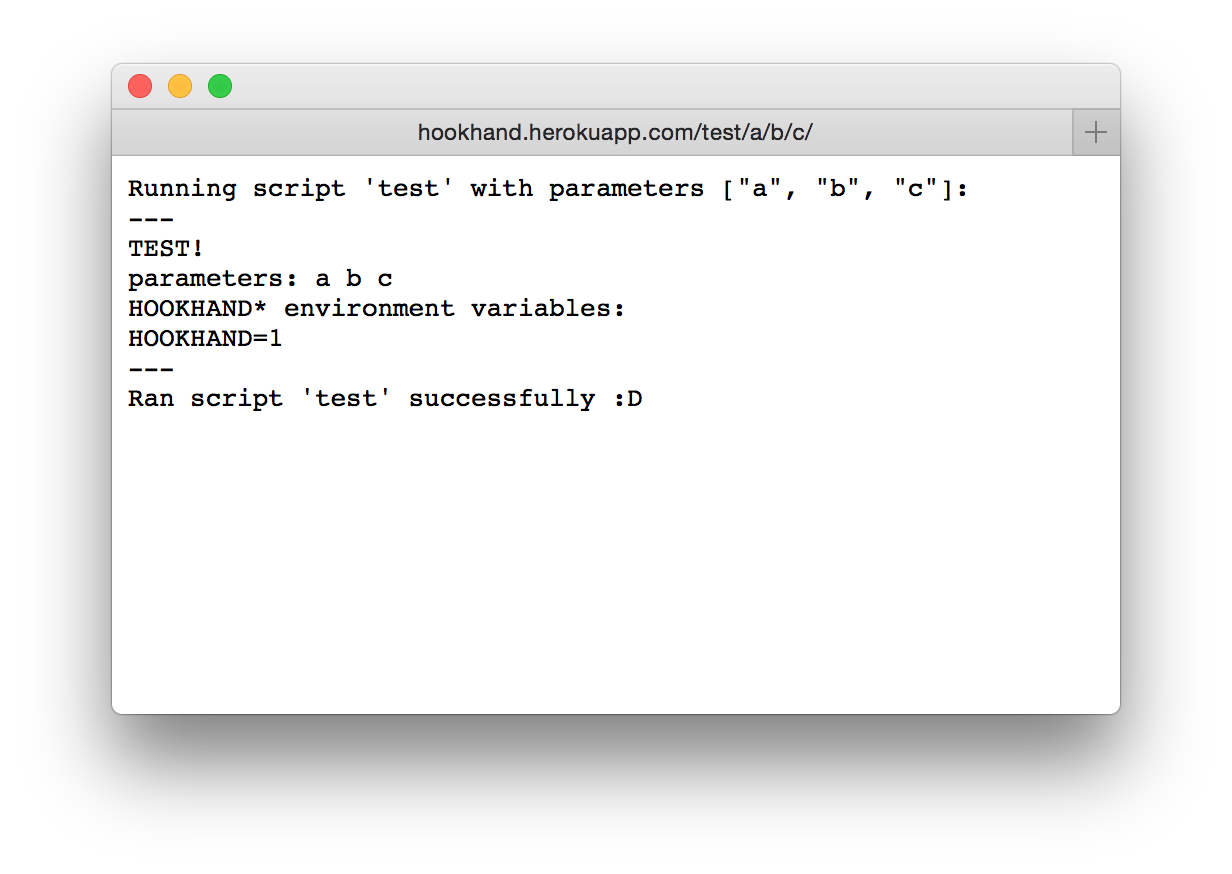 hookhand.herokuapp.com/test/a/b/c/
Running script 'test' with parameters ["a", "b", "c"]:
---
TEST!
parameters: a b c
HOOKHAND* environment variables:
HOOKHAND=1
---
Ran script 'test' successfully :D